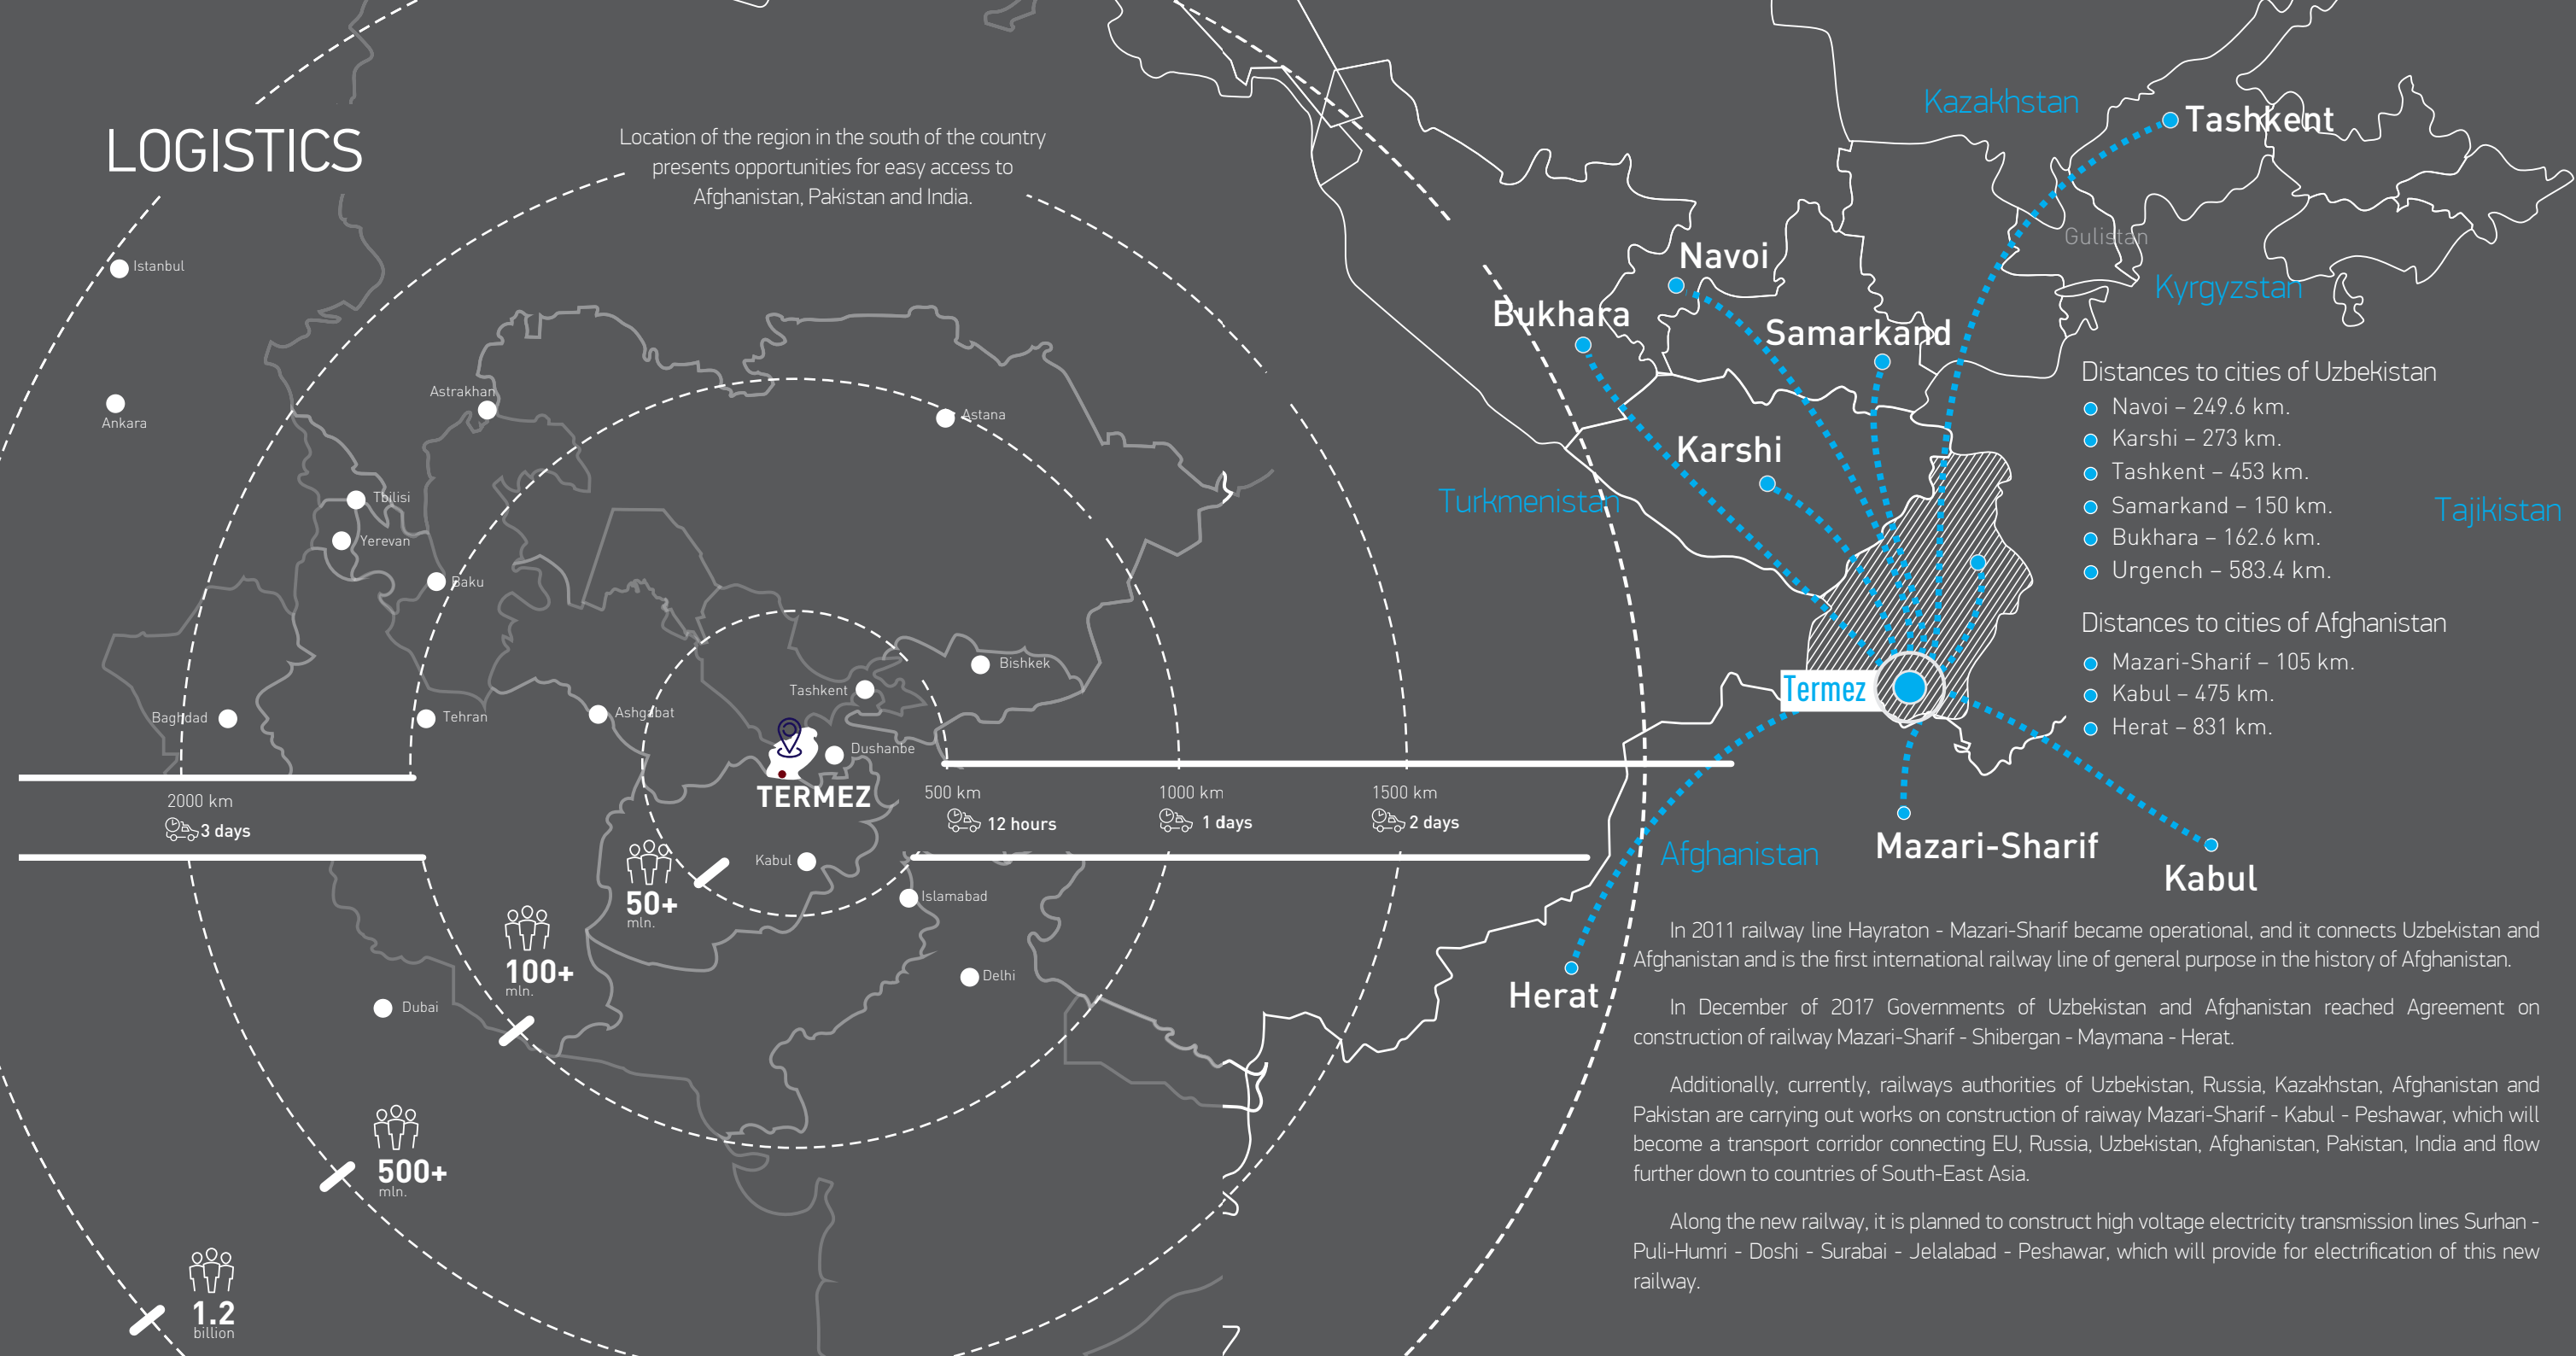 LOGISTICS
Location of the region in the south of the country
presents opportunities for easy access to
Afghanistan, Pakistan and India.
Istanbul
Ankara
Astrakhan
Astana
Tbilisi
Yerevan
Baku
Bishkek
Tashkent
Baghdad
Tehran
Ashgabat
Dushanbe
TERMEZ
2000 km
3 days
500 km
12 hours
1000 km
1 days
1500 km
2 days
Kabul
Islamabad
Delhi
Dubai
50+
mln.
100+
mln.
500+
mln.
1.2
billion
Kazakhstan
Tashkent
Gulistan
Kyrgyzstan
Navoi
Bukhara
Samarkand
Karshi
Turkmenistan
Tajikistan
Termez
Afghanistan
Mazari-Sharif
Kabul
Herat
Distances to cities of Uzbekistan
Navoi – 249.6 km.
Karshi – 273 km.
Tashkent – 453 km.
Samarkand – 150 km.
Bukhara – 162.6 km.
Urgench – 583.4 km.
Distances to cities of Afghanistan
Mazari-Sharif – 105 km.
Kabul – 475 km.
Herat – 831 km.
In 2011 railway line Hayraton - Mazari-Sharif became operational, and it connects Uzbekistan and
Afghanistan and is the first international railway line of general purpose in the history of Afghanistan.
In December of 2017 Governments of Uzbekistan and Afghanistan reached Agreement on
construction of railway Mazari-Sharif - Shibergan - Maymana - Herat.
Additionally, currently, railways authorities of Uzbekistan, Russia, Kazakhstan, Afghanistan and
Pakistan are carrying out works on construction of raiway Mazari-Sharif - Kabul - Peshawar, which will
become a transport corridor connecting EU, Russia, Uzbekistan, Afghanistan, Pakistan, India and flow
further down to countries of South-East Asia.
Along the new railway, it is planned to construct high voltage electricity transmission lines Surhan -
Puli-Humri - Doshi - Surabai - Jelalabad - Peshawar, which will provide for electrification of this new
railway.